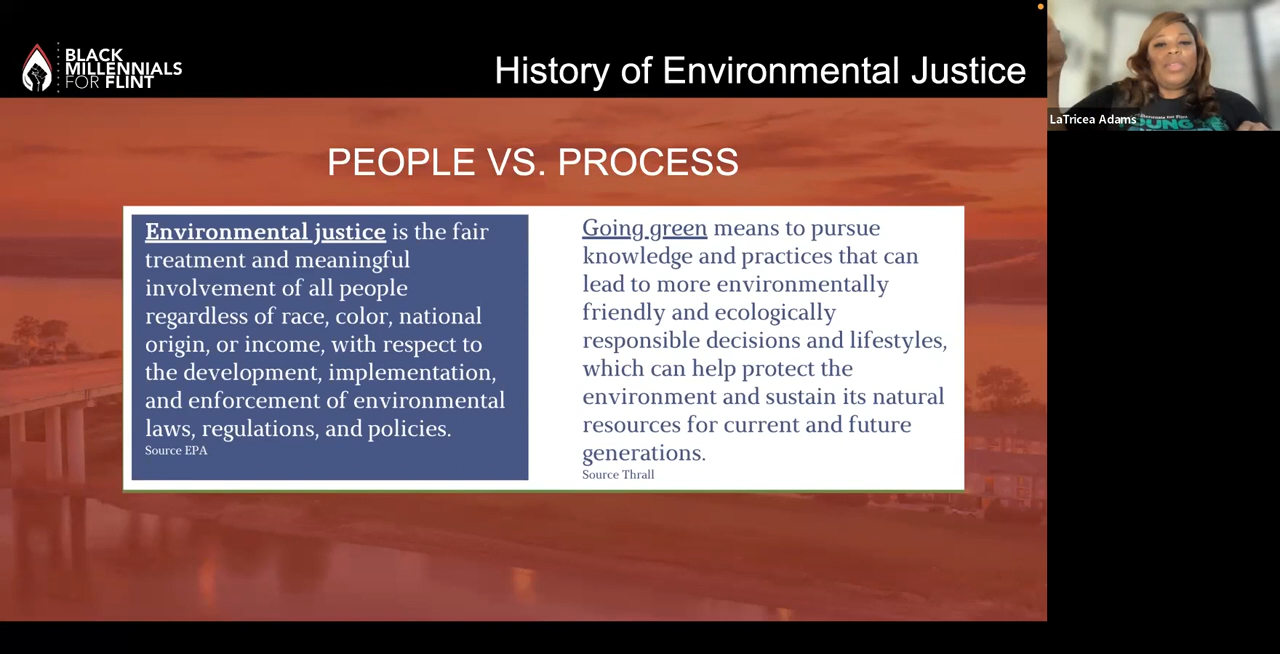 BLACK
MILLENNIALS
FOR FLINT
History of Environmental Justice
LaTricea Adams
PEOPLE VS. PROCESS
Environmental justice is the fair
treatment and meaningful
involvement of all people
regardless of race, color, national
origin, or income, with respect to
the development, implementation,
and enforcement of environmental
laws, regulations, and policies.
Source EPA
Going green means to pursue
knowledge and practices that can
lead to more environmentally
friendly and ecologically
responsible decisions and lifestyles,
which can help protect the
environment and sustain its natural
resources for current and future
generations.
Source Thrall